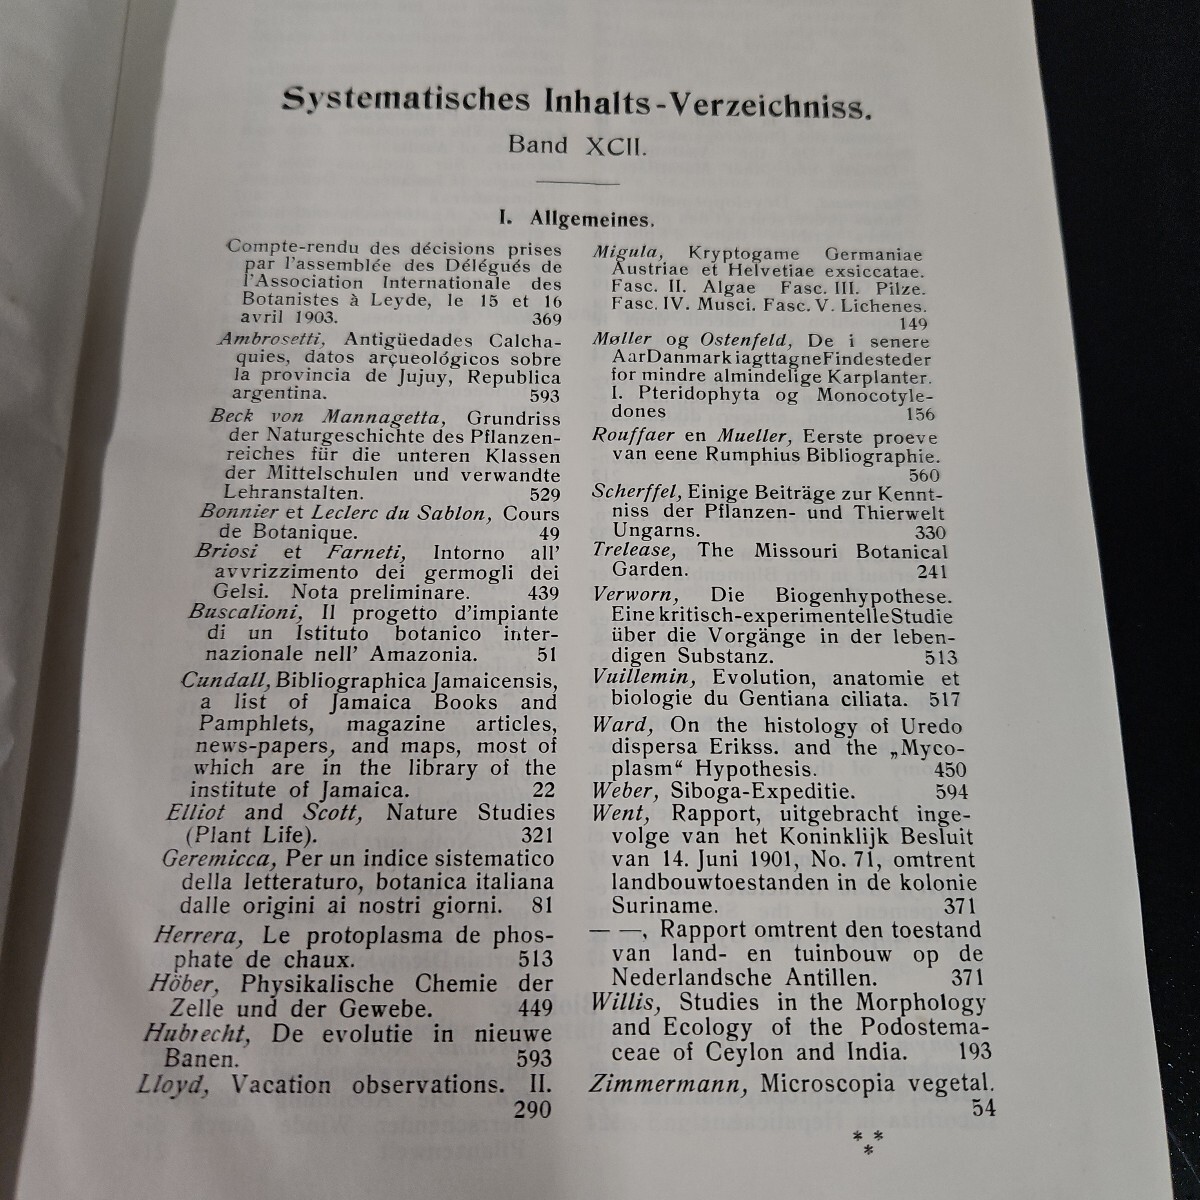 Systematisches Inhalts-Verzeichniss.
Band XCII.
I. Allgemeines.
Compte-rendu des décisions prises
par l'assemblée des Délégués de
l'Association Internationale des
Botanistes à Leyde, le 15 et 16
avril 1903. 369
Ambrosetti, Antigüedades Calcha-
quies, datos arçueológicos sobre
la provincia de Jujuy, Republica
argentina. 593
Beck von Mannagetta, Grundriss
der Naturgeschichte des Pflanzen-
reiches für die unteren Klassen
der Mittelschulen und verwandte
Lehranstalten. 529
Bonnier et Leclerc du Sablon, Cours
de Botanique. 49
Briosi et Farneti, Intorno all'
avvrizzimento dei germogli dei
Gelsi. Nota preliminare. 439
Buscalioni, Il progetto d'impiante
di un Istituto botanico inter-
nazionale nell' Amazonia. 51
Cundall, Bibliographica Jamaicensis,
a list of Jamaica Books and
Pamphlets, magazine articles,
news-papers, and maps, most of
which are in the library of the
institute of Jamaica. 22
Elliot and Scott, Nature Studies
(Plant Life). 321
Geremicca, Per un indice sistematico
della letteraturo, botanica italiana
dalle origini ai nostri giorni. 81
Herrera, Le protoplasma de phos-
phate de chaux. 513
Höber, Physikalische Chemie der
Zelle und der Gewebe. 449
Hubrecht, De evolutie in nieuwe
Banen. 593
Lloyd, Vacation observations. II.
290
Migula, Kryptogame Germaniae
Austriae et Helvetiae exsiccatae.
Fasc. II. Algae Fasc. III. Pilze.
Fasc. IV. Musci. Fasc. V. Lichenes.
149
Møller og Ostenfeld, De i senere
AarDanmarkiagttagneFindesteder
for mindre almindelige Karplanter.
I. Pteridophyta og Monocotyle-
dones 156
Rouffaer en Mueller, Eerste proeve
van eene Rumphius Bibliographie.
560
Scherffel, Einige Beiträge zur Kennt-
niss der Pflanzen- und Thierwelt
Ungarns. 330
Trelease, The Missouri Botanical
Garden. 241
Verworn, Die Biogenhypothese.
Eine kritisch-experimentelle Studie
über die Vorgänge in der leben-
digen Substanz. 513
Vuillemin, Evolution, anatomie et
biologie du Gentiana ciliata. 517
Ward, On the histology of Uredo
dispersa Erikss. and the „Myco-
plasm“ Hypothesis. 450
Weber, Siboga-Expeditie. 594
Went, Rapport, uitgebracht inge-
volge van het Koninklijk Besluit
van 14. Juni 1901, No. 71, omtrent
landbouwtoestanden in de kolonie
Suriname. 371
— —, Rapport omtrent den toestand
van land- en tuinbouw op de
Nederlandsche Antillen. 371
Willis, Studies in the Morphology
and Ecology of the Podostema-
ceae of Ceylon and India. 193
Zimmermann, Microscopia vegetal.
54
* *
*